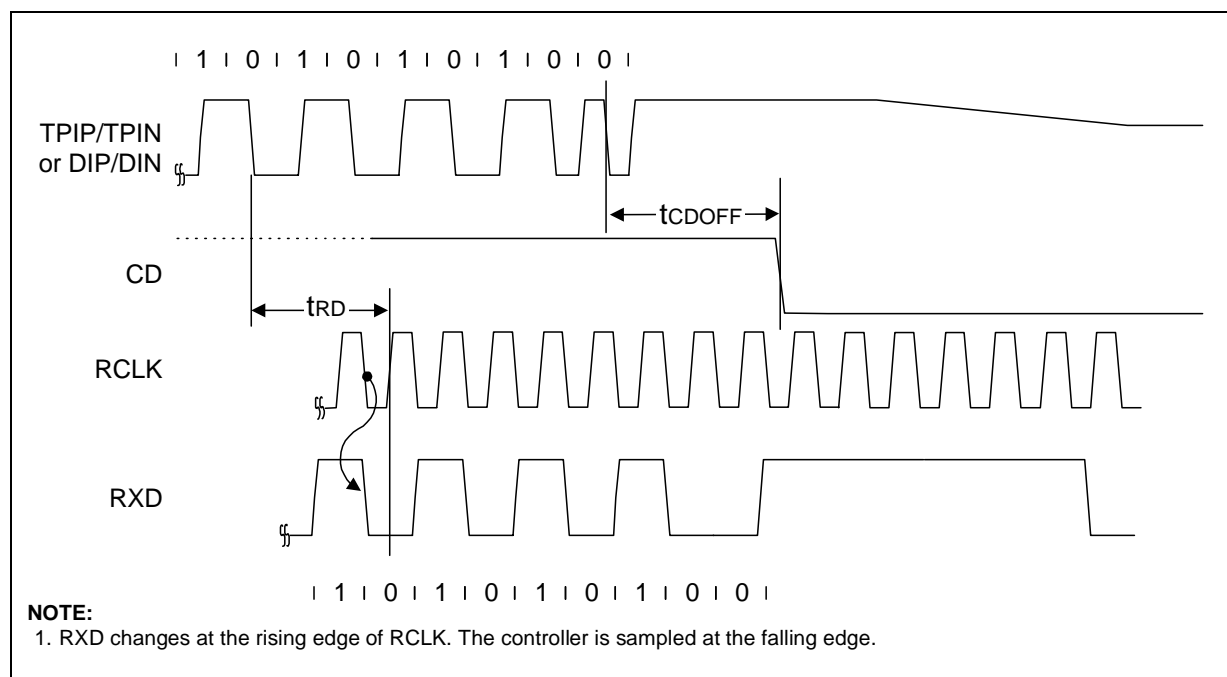 1 0 1 0 1 0 1 0 0
TPIP/TPIN
or DIP/DIN
tCDOFF
CD
tRD
RCLK
RXD
1 0 1 0 1 0 1 0 0
NOTE:
1. RXD changes at the rising edge of RCLK. The controller is sampled at the falling edge.